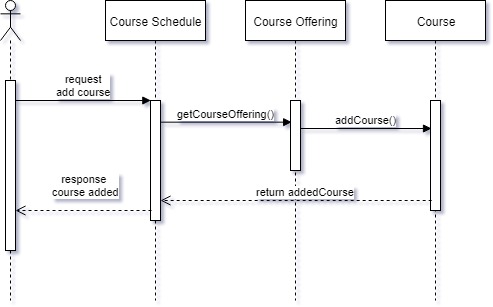 Course Schedule
Course Offering
Course
request
add course
getCourseOffering()
addCourse()
response
course added
return addedCourse